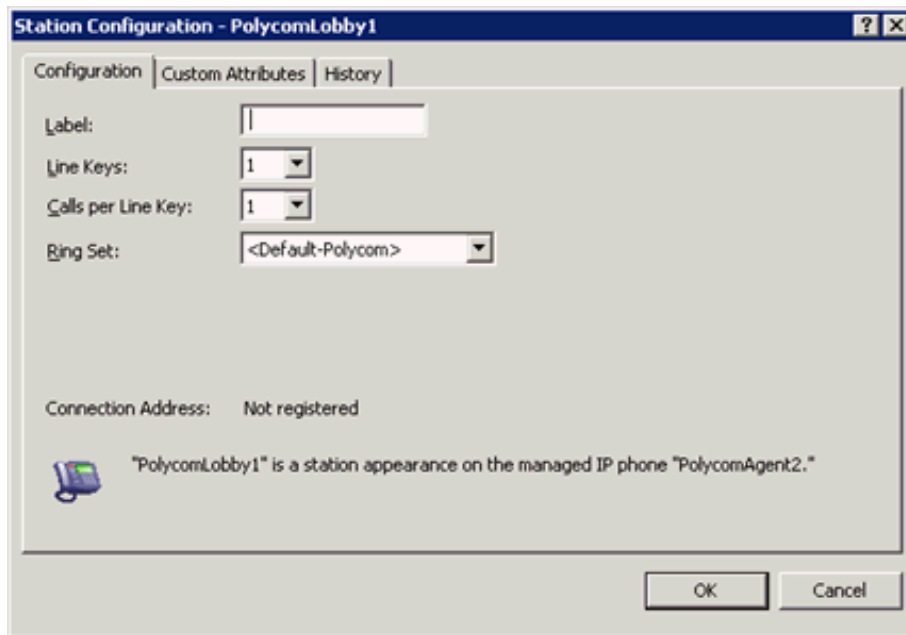 Station Configuration - PolycomLobby1
Configuration Custom Attributes History
Label:
Line Keys: 1
Calls per Line Key: 1
Ring Set: <Default-Polycom>
Connection Address: Not registered
"PolycomLobby1" is a station appearance on the managed IP phone "PolycomAgent2."
OK Cancel